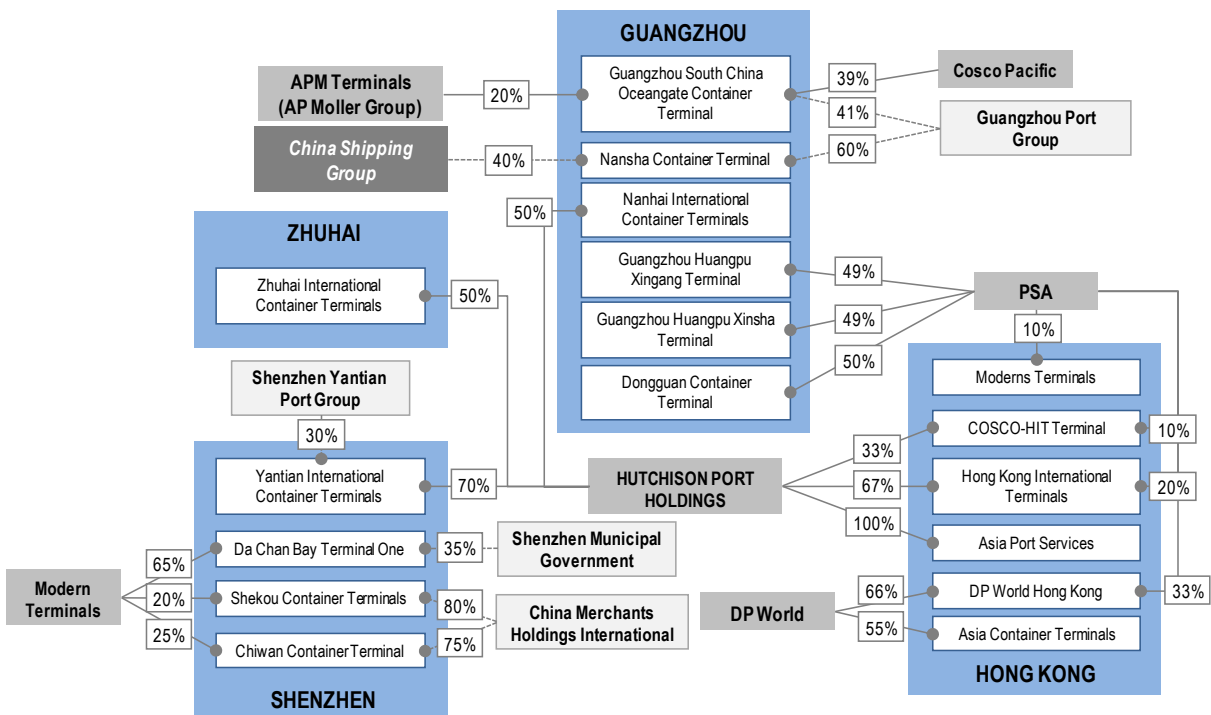 GUANGZHOU
APM Terminals
(AP Moller Group)
20%
Guangzhou South China
Oceangate Container
Terminal
39%
Cosco Pacific
41%
Guangzhou Port
Group
China Shipping
Group
40%
Nansha Container Terminal
60%
50%
Nanhai International
Container Terminals
ZHUHAI
Zhuhai International
Container Terminals
50%
Guangzhou Huangpu
Xingang Terminal
49%
PSA
Guangzhou Huangpu Xinsha
Terminal
49%
10%
Dongguan Container
Terminal
50%
Moderns Terminals
Shenzhen Yantian
Port Group
30%
COSCO-HIT Terminal
10%
33%
Yantian International
Container Terminals
70%
HUTCHISON PORT
HOLDINGS
67%
Hong Kong International
Terminals
20%
100%
Asia Port Services
65%
Da Chan Bay Terminal One
35%
Shenzhen Municipal
Government
Modern
Terminals
20%
Shekou Container Terminals
80%
China Merchants
Holdings International
DP World
66%
DP World Hong Kong
33%
25%
Chiwan Container Terminal
75%
55%
Asia Container Terminals
SHENZHEN
HONG KONG